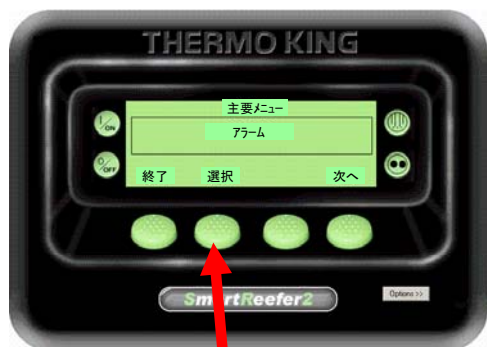 THERMO KING
主要メニュー
アラーム
I/ON
O/OFF
終了 選択 次へ
SmartReefer2
Options >>